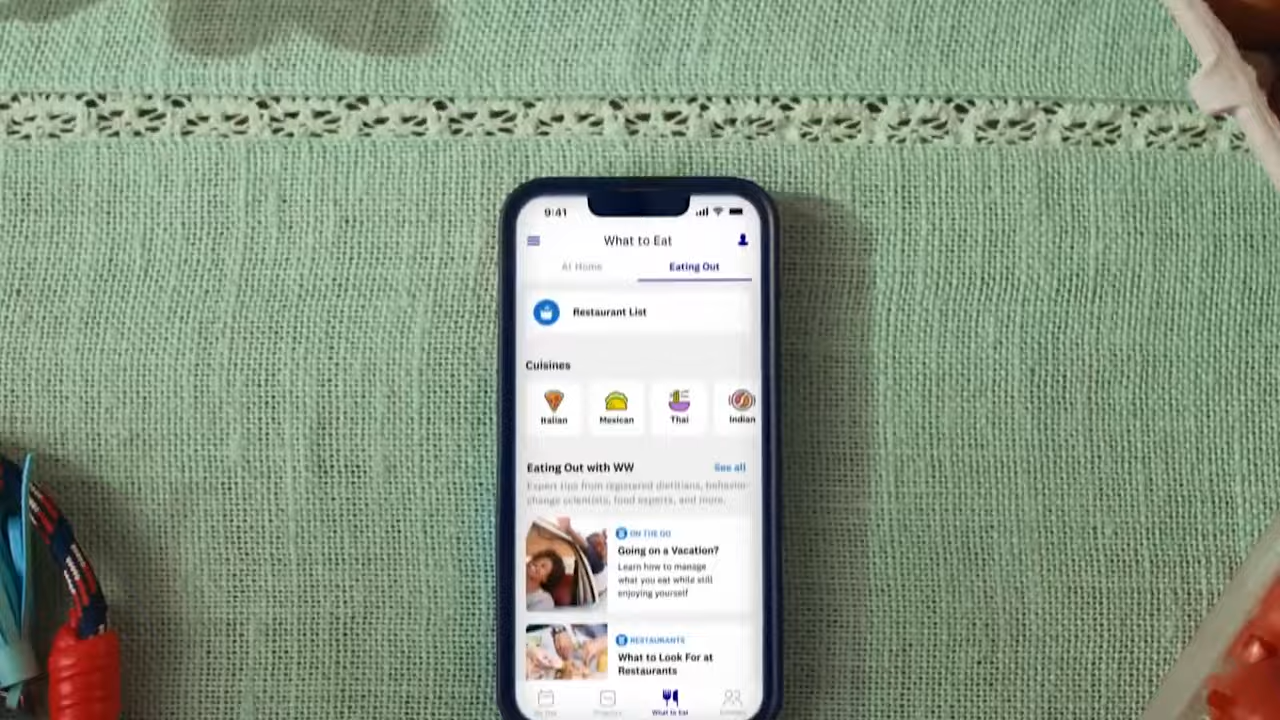 9:41
What to Eat
At Home
Eating Out
Restaurant List
Cuisines
Italian
Mexican
Thai
Indian
Eating Out with WW
See all
Expert tips from registered dietitians, behavior-
change scientists, food experts, and more.
ON THE GO
Going on a Vacation?
Learn how to manage
what you eat while still
enjoying yourself
RESTAURANTS
What to Look For at
Restaurants
My Day
What to Eat